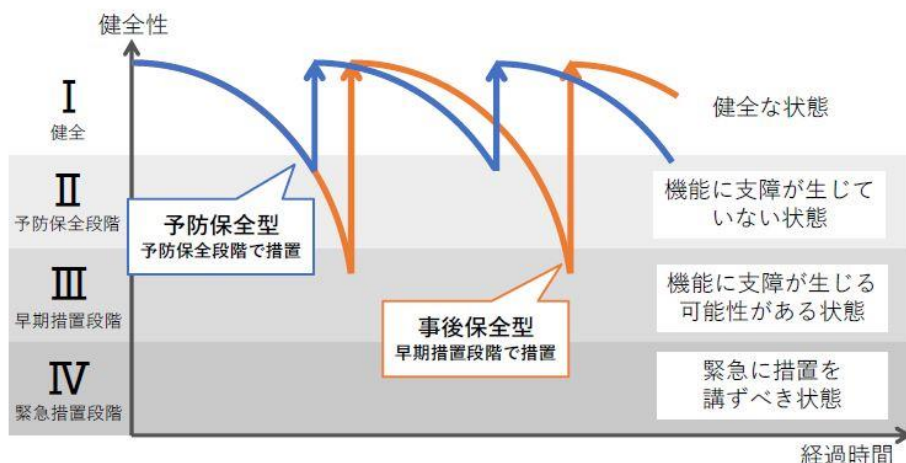 健全性
Ⅰ
健全
健全な状態
Ⅱ
予防保全段階
予防保全型
予防保全段階で措置
機能に支障が生じて
いない状態
Ⅲ
早期措置段階
事後保全型
早期措置段階で措置
機能に支障が生じる
可能性がある状態
Ⅳ
緊急措置段階
緊急に措置を
講ずべき状態
経過時間